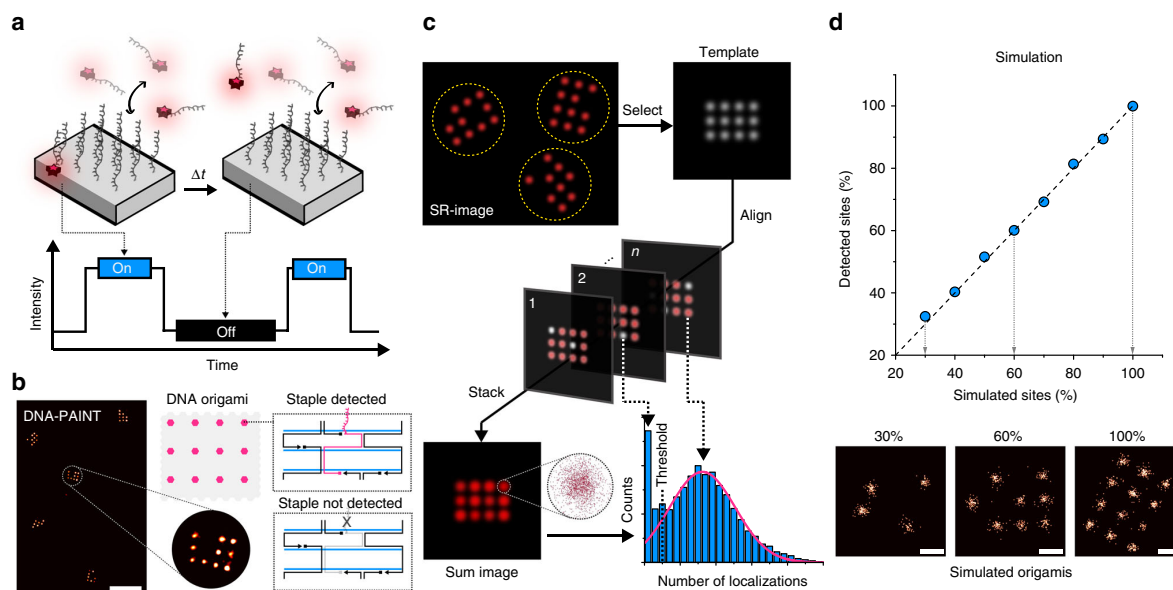 a
Δt
Intensity
On
On
Off
Time
b
DNA-PAINT
DNA origami
Staple detected
Staple not detected
X
c
Template
Select
SR-image
Align
n
2
1
Stack
Sum image
Counts
Threshold
Number of localizations
d
Simulation
Detected sites (%)
100
80
60
40
20
20 40 60 80 100
Simulated sites (%)
30% 60% 100%
Simulated origamis